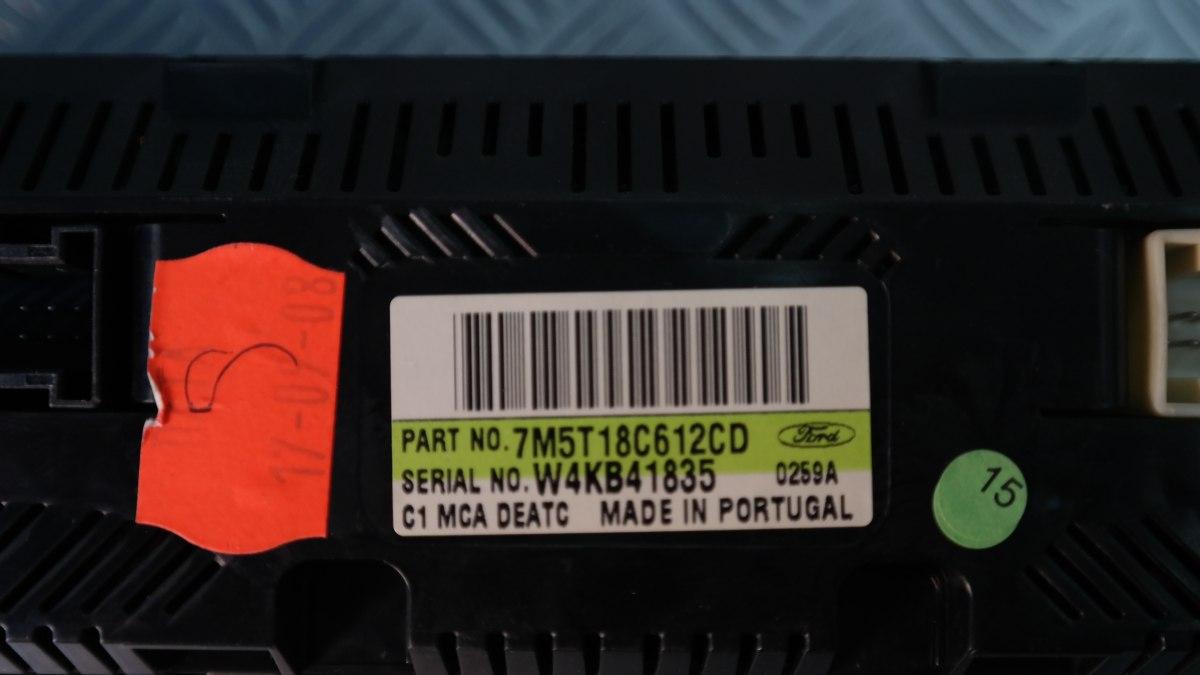 PART NO. 7M5T18C612CD Ford
SERIAL NO. W4KB41835 0259A
C1 MCA DEATC MADE IN PORTUGAL
15